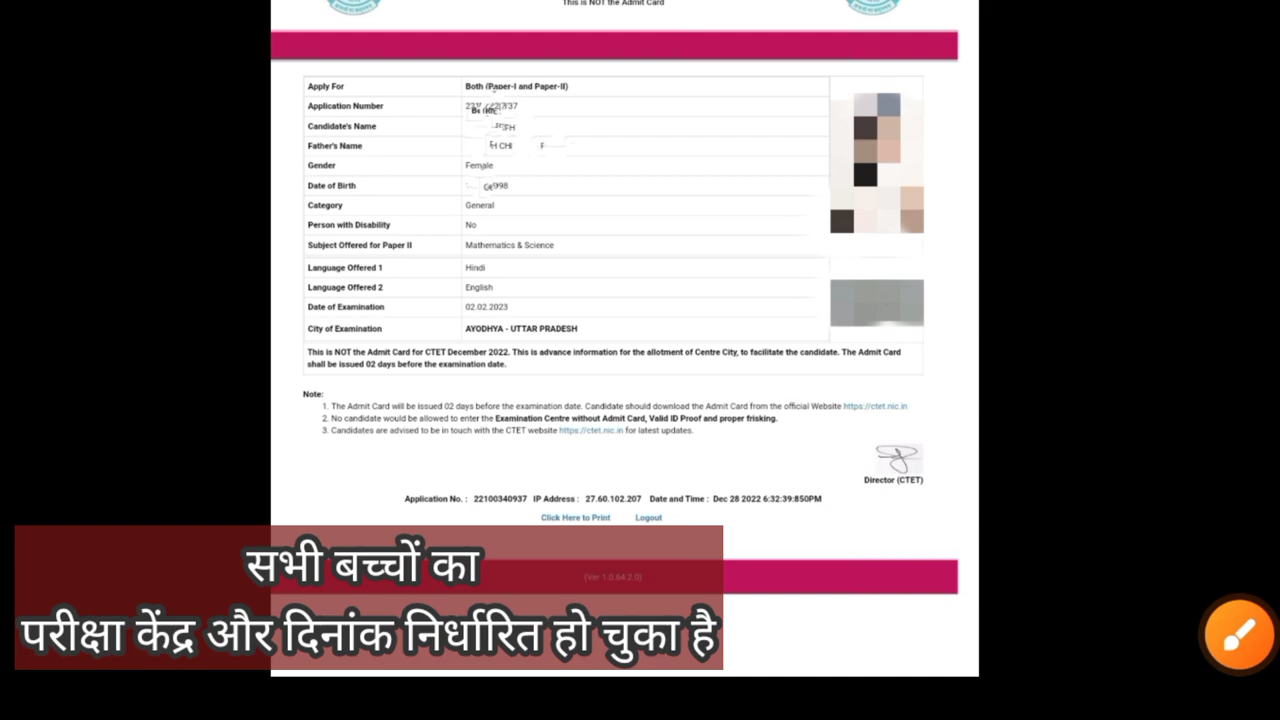 This is NOT the Admit Card
Apply For Both (Paper-I and Paper-II)
Application Number
Candidate's Name
Father's Name
Gender Female
Date of Birth
Category General
Person with Disability No
Subject Offered for Paper II Mathematics & Science
Language Offered 1 Hindi
Language Offered 2 English
Date of Examination 02.02.2023
City of Examination AYODHYA - UTTAR PRADESH
This is NOT the Admit Card for CTET December 2022. This is advance information for the allotment of Centre City, to facilitate the candidate. The Admit Card
shall be issued 02 days before the examination date.
Note:
1. The Admit Card will be issued 02 days before the examination date. Candidate should download the Admit Card from the official Website https://ctet.nic.in
2. No candidate would be allowed to enter the Examination Centre without Admit Card, Valid ID Proof and proper frisking.
3. Candidates are advised to be in touch with the CTET website https://ctet.nic.in for latest updates.
Director (CTET)
Application No. : 22100340937 IP Address : 27.60.102.207 Date and Time : Dec 28 2022 6:32:39:850PM
Click Here to Print Logout
(Ver 1.0.64.2.0)
सभी बच्चों का
परीक्षा केंद्र और दिनांक निर्धारित हो चुका है